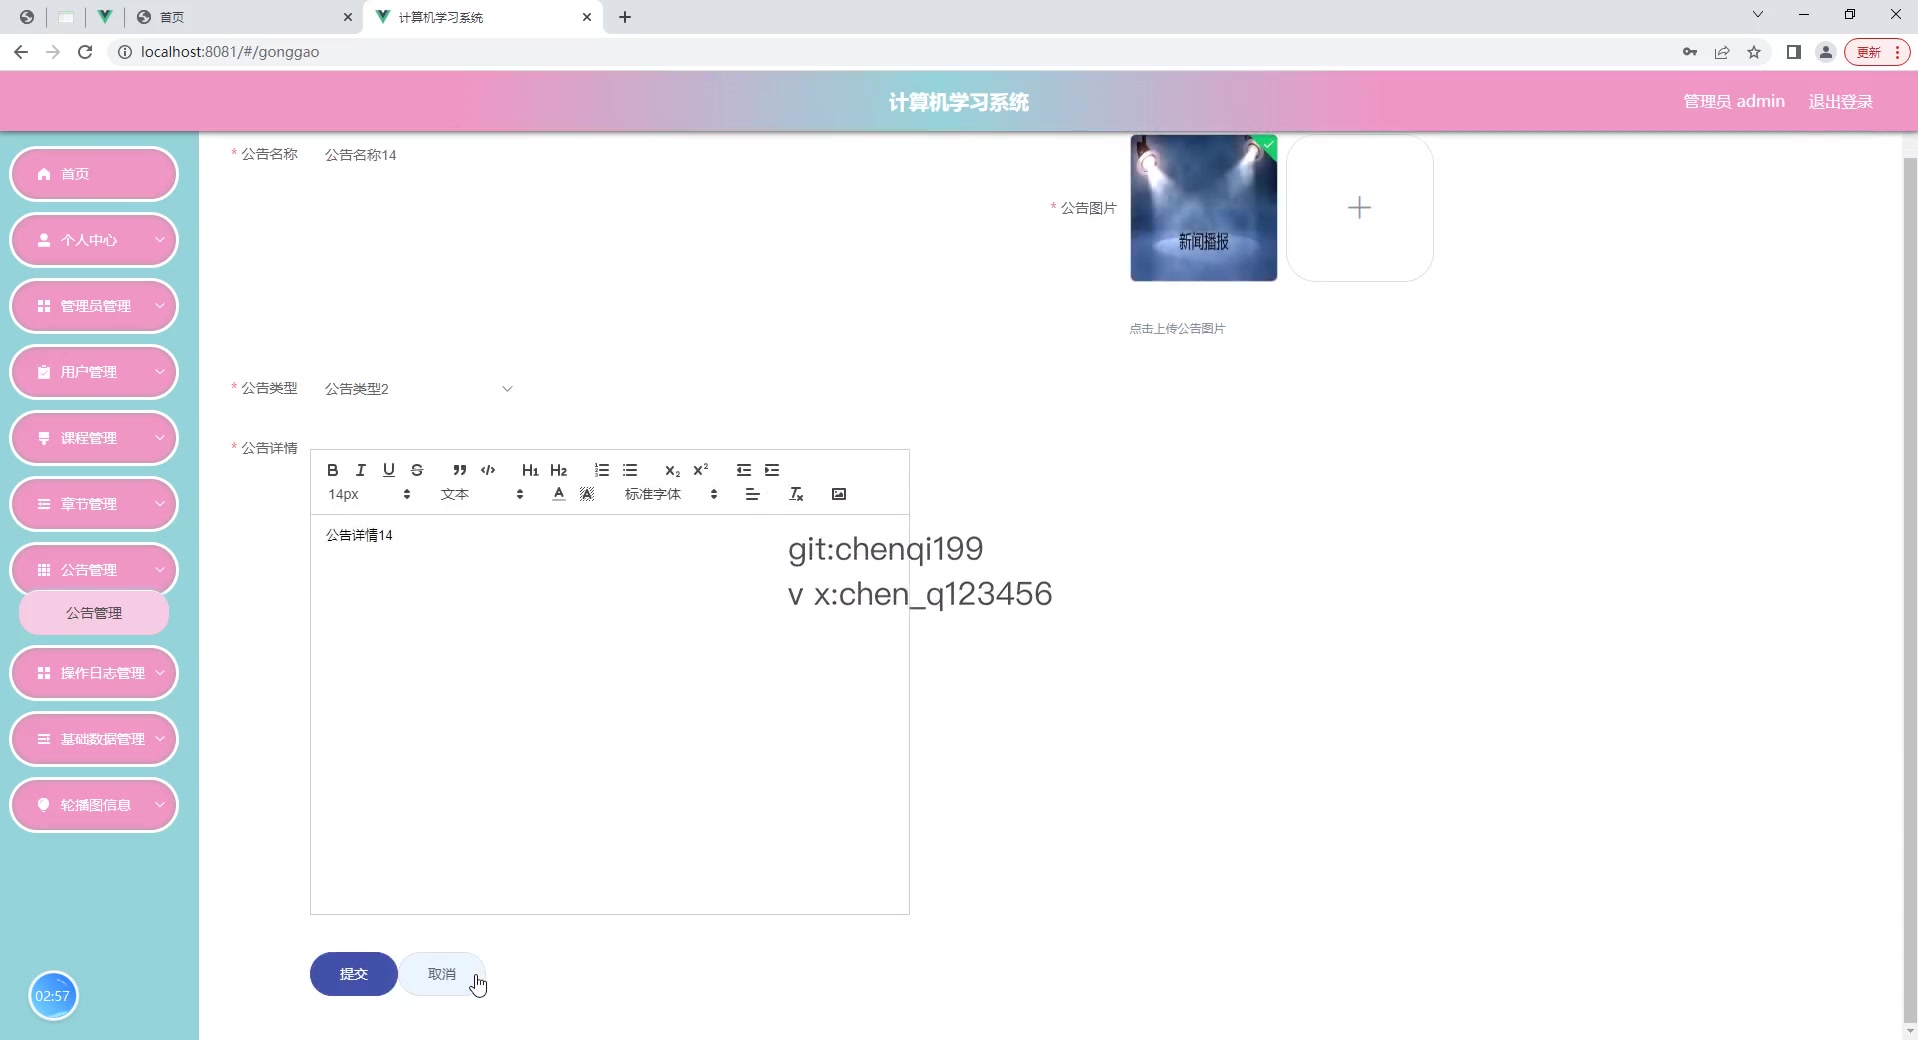 首页
计算机学习系统
localhost:8081/#/gonggao
更新
计算机学习系统
管理员 admin
退出登录
首页
个人中心
管理员管理
用户管理
课程管理
章节管理
公告管理
公告管理
操作日志管理
基础数据管理
轮播图信息
* 公告名称
公告名称14
* 公告图片
新闻播报
点击上传公告图片
* 公告类型
公告类型2
* 公告详情
B I U S H1 H2 x₂ x²
14px 文本 A A 标准字体
公告详情14
git:chenqi199
v x:chen_q123456
提交
取消
02:57